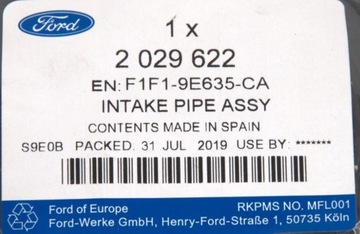 Ford
1 x
2 029 622
EN: F1F1-9E635-CA
INTAKE PIPE ASSY
CONTENTS MADE IN SPAIN
S9E0B PACKED. 31 JUL 2019 USE BY: *******
Ford of Europe RKPMS NO. MFL001
Ford-Werke GmbH, Henry-Ford-Straße 1, 50735 Köln